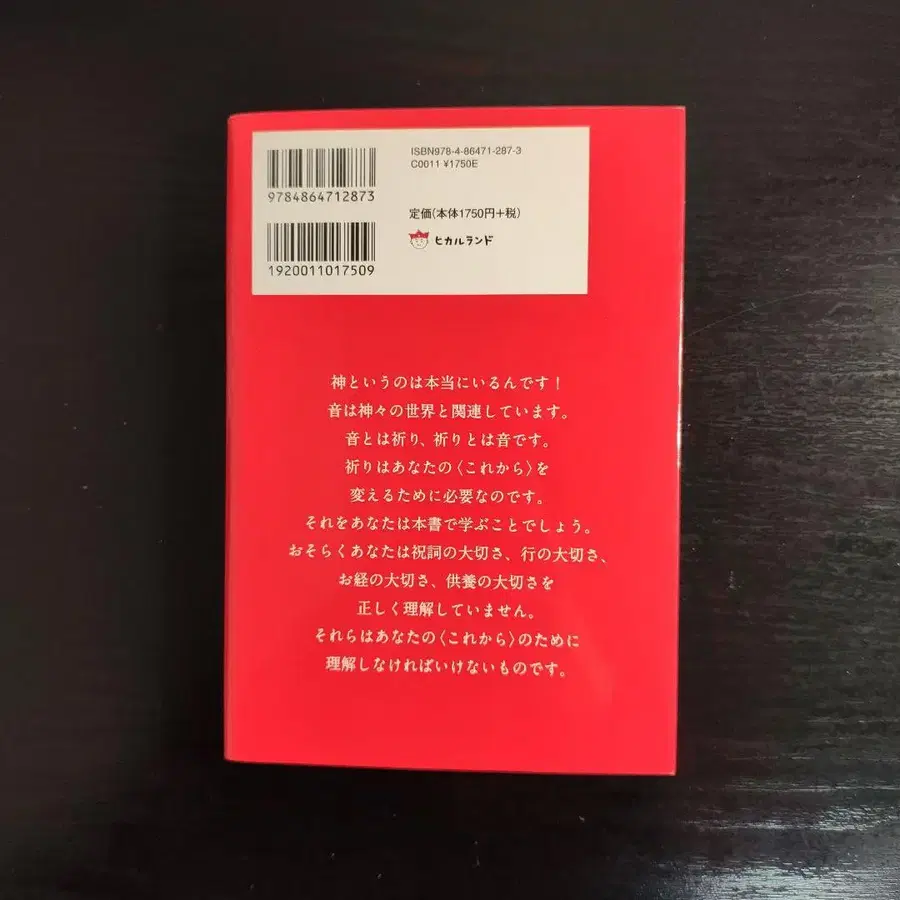 ISBN978-4-86471-287-3
C0011 ¥1750E
9784864712873
定価(本体1750円+税)
ヒカルランド
1920011017509
神というのは本当にいるんです！
音は神々の世界と関連しています。
音とは祈り、祈りとは音です。
祈りはあなたの〈これから〉を
変えるために必要なのです。
それをあなたは本書で学ぶことでしょう。
おそらくあなたは祝詞の大切さ、行の大切さ、
お経の大切さ、供養の大切さを
正しく理解していません。
それらはあなたの〈これから〉のために
理解しなければいけないものです。